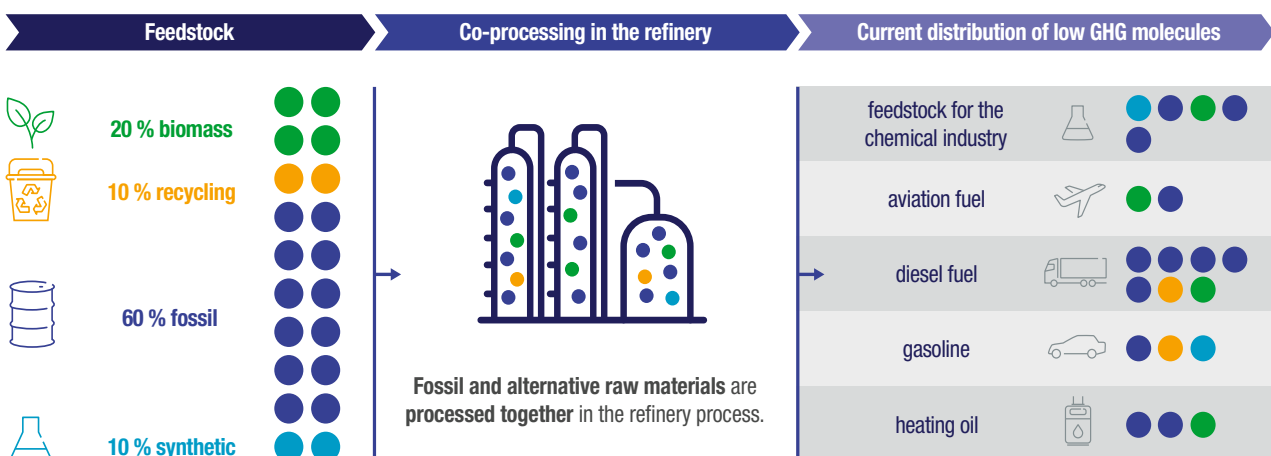 Feedstock
Co-processing in the refinery
Current distribution of low GHG molecules
20 % biomass
10 % recycling
60 % fossil
10 % synthetic
Fossil and alternative raw materials are
processed together in the refinery process.
feedstock for the
chemical industry
aviation fuel
diesel fuel
gasoline
heating oil